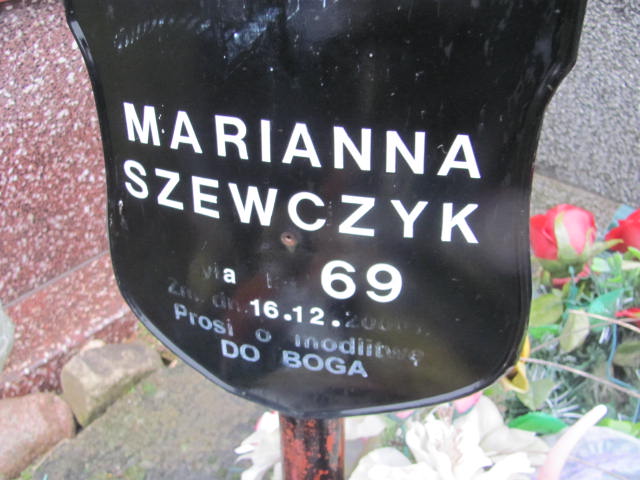 MARIANNA
SZEWCZYK
69
Zm. dn. 16.12.
Prosi o modlitwę
DO BOGA